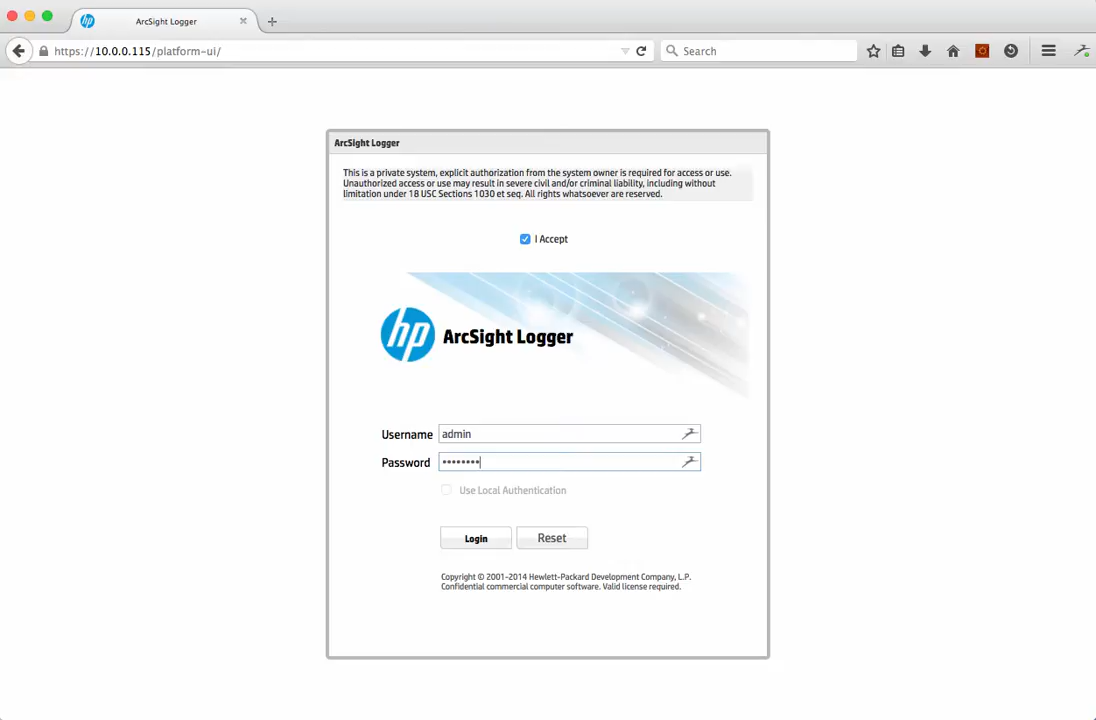 ArcSight Logger
https://10.0.0.115/platform-ui/
Search
ArcSight Logger
This is a private system, explicit authorization from the system owner is required for access or use.
Unauthorized access or use may result in severe civil and/or criminal liability, including without
limitation under 18 USC Sections 1030 et seq. All rights whatsoever are reserved.
I Accept
hp ArcSight Logger
Username admin
Password ••••••••
Use Local Authentication
Login Reset
Copyright © 2001-2014 Hewlett-Packard Development Company, L.P.
Confidential commercial computer software. Valid license required.